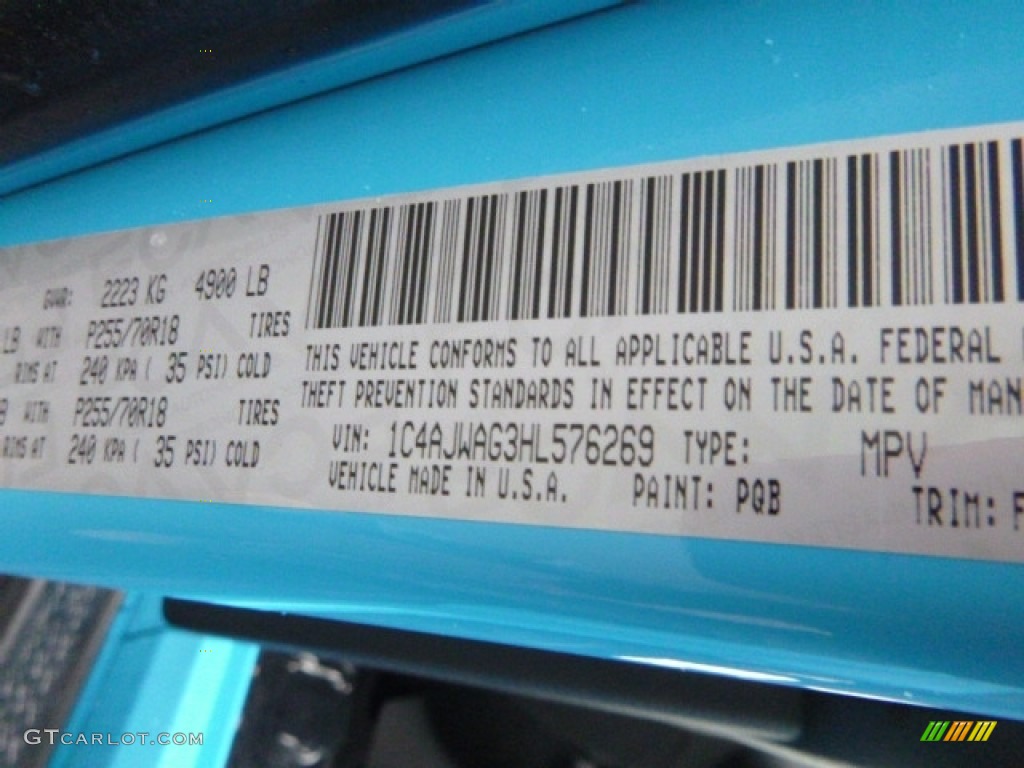 GVWR: 2223 KG 4900 LB
LB WITH P255/70R18 TIRES
RIMS AT 240 KPA ( 35 PSI) COLD
B WITH P255/70R18 TIRES
RIMS AT 240 KPA ( 35 PSI) COLD
THIS VEHICLE CONFORMS TO ALL APPLICABLE U.S.A. FEDERAL
THEFT PREVENTION STANDARDS IN EFFECT ON THE DATE OF MAN
VIN: 1C4AJWAG3HL576269 TYPE: MPV
VEHICLE MADE IN U.S.A. PAINT: PQB TRIM: F
GTCARLOT.COM